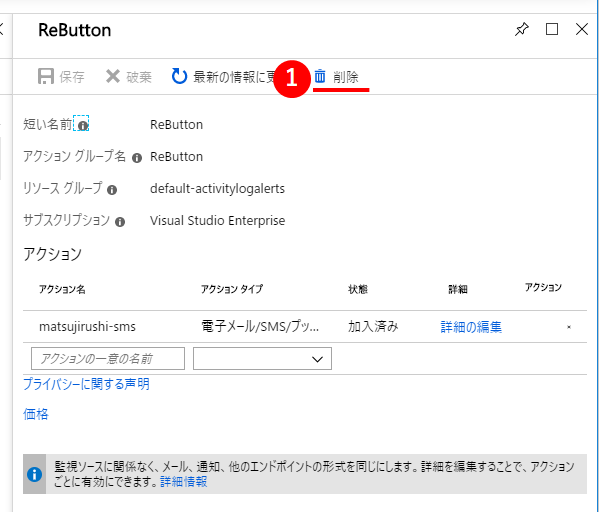 ReButton
保存 破棄 最新の情報に更 1 削除
短い名前 ReButton
アクション グループ名 ReButton
リソース グループ default-activitylogalerts
サブスクリプション Visual Studio Enterprise
アクション
アクション名 アクション タイプ 状態 詳細 アクション
matsujirushi-sms 電子メール/SMS/プッ... 加入済み 詳細の編集
アクションの一意の名前
プライバシーに関する声明
価格
監視ソースに関係なく、メール、通知、他のエンドポイントの形式を同じにします。詳細を編集することで、アクション
ごとに有効にできます。詳細情報